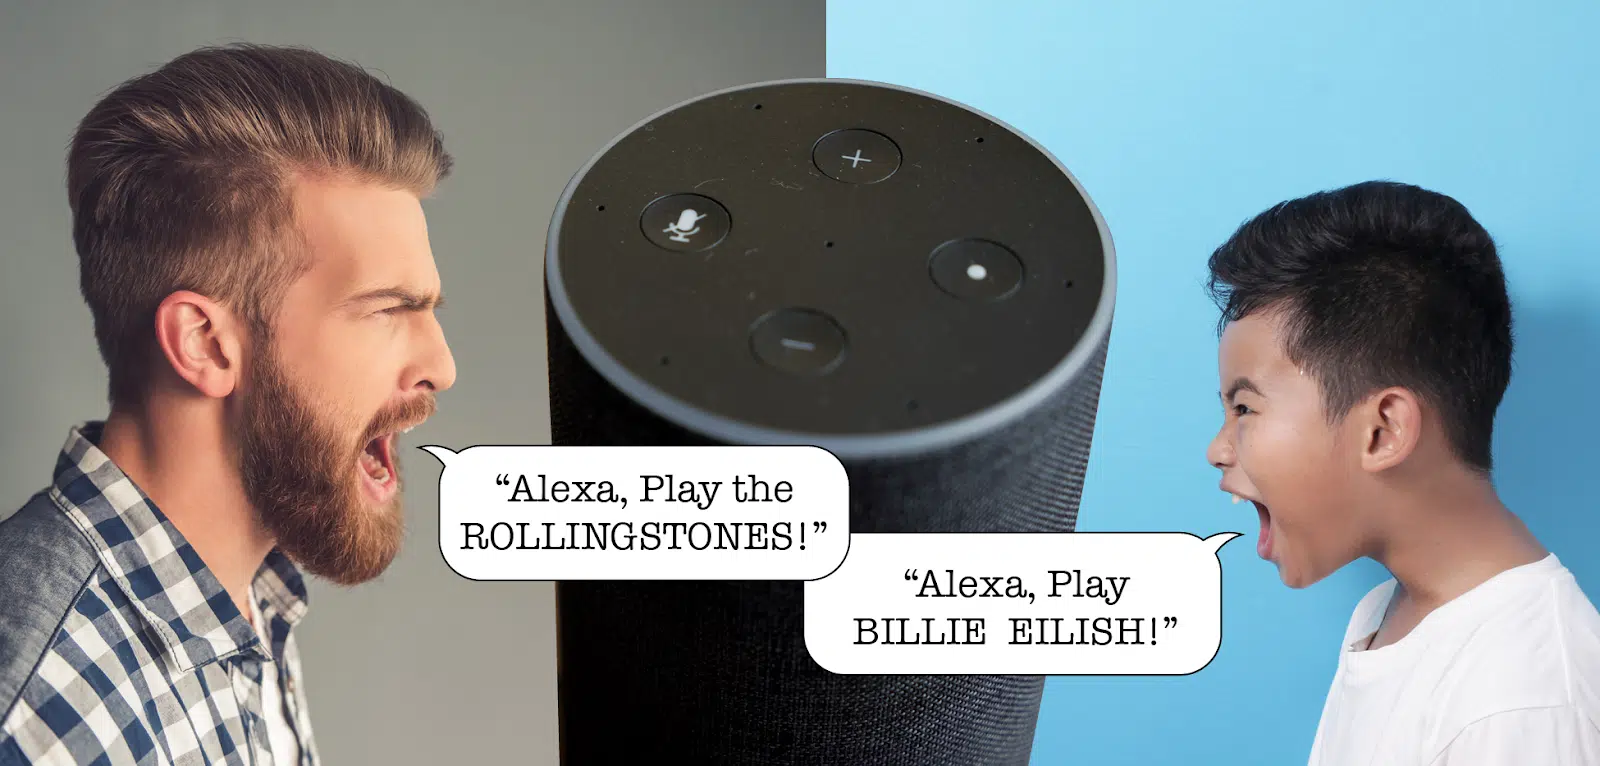 “Alexa, Play the
ROLLINGSTONES!”
“Alexa, Play
BILLIE EILISH!”